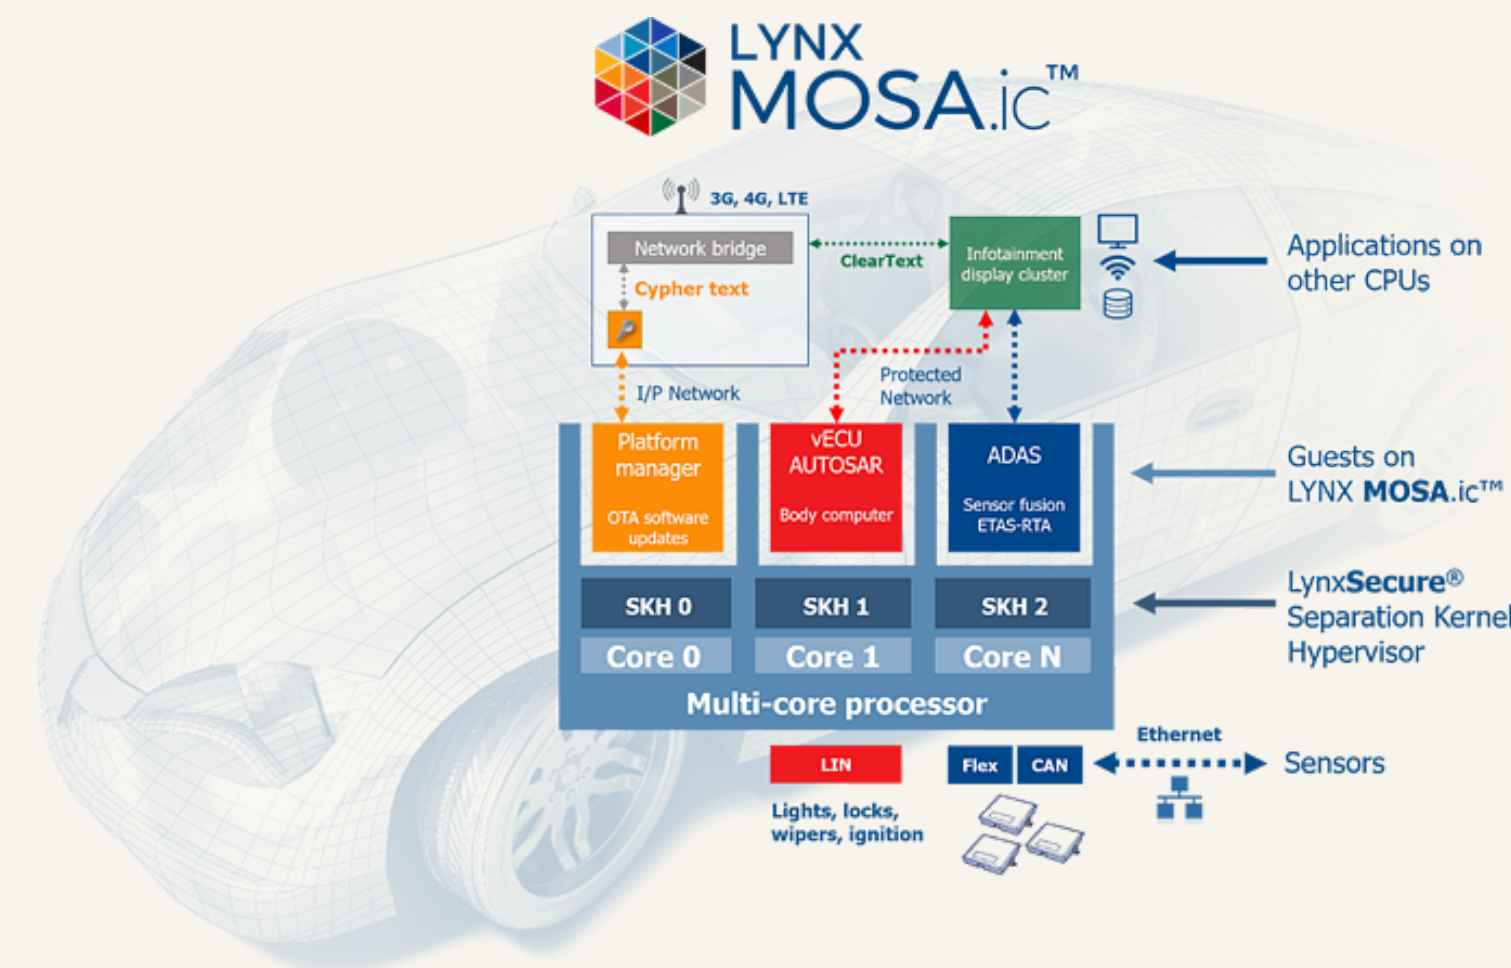 LYNX
MOSA.ic™
3G, 4G, LTE
Network bridge
Cypher text
ClearText
Infotainment
display cluster
Applications on
other CPUs
I/P Network
Protected
Network
Platform
manager
OTA software
updates
vECU
AUTOSAR
Body computer
ADAS
Sensor fusion
ETAS-RTA
Guests on
LYNX MOSA.ic™
SKH 0
SKH 1
SKH 2
LynxSecure®
Separation Kernel
Hypervisor
Core 0
Core 1
Core N
Multi-core processor
LIN
Flex
CAN
Ethernet
Sensors
Lights, locks,
wipers, ignition